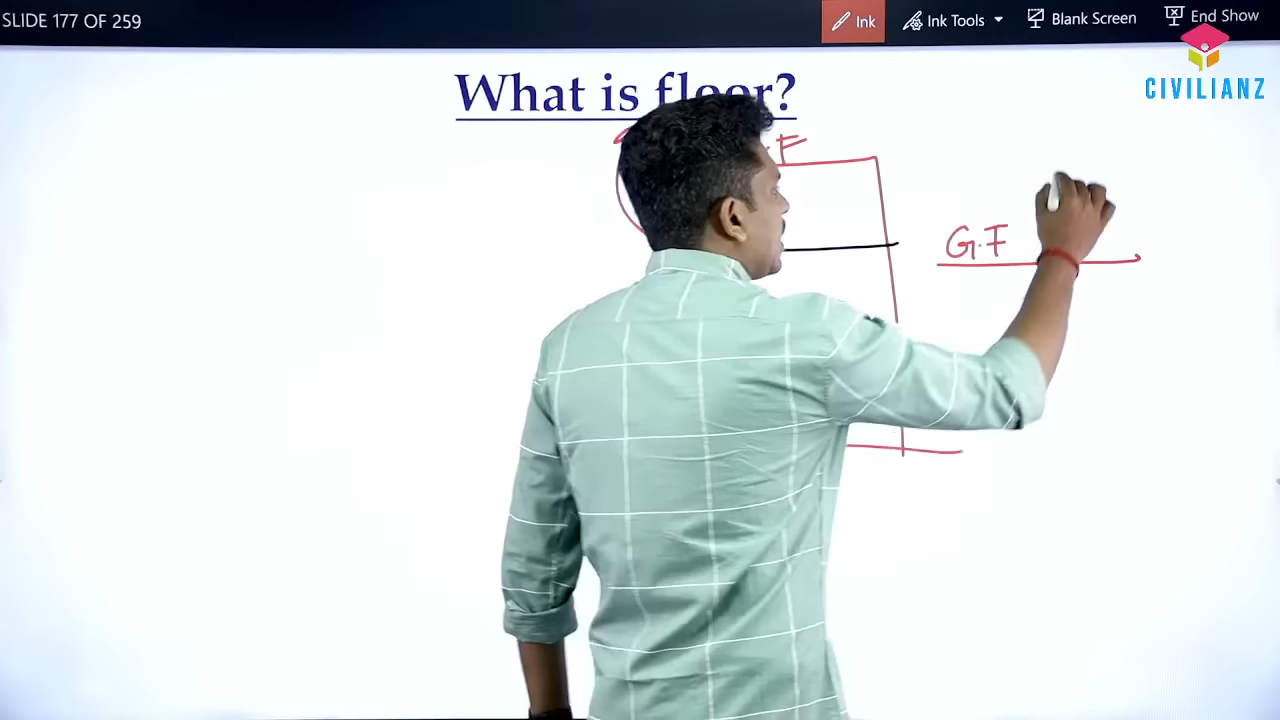 SLIDE 177 OF 259
Ink
Ink Tools
Blank Screen
End Show
CIVILIANZ
What is floor?
F
G.F